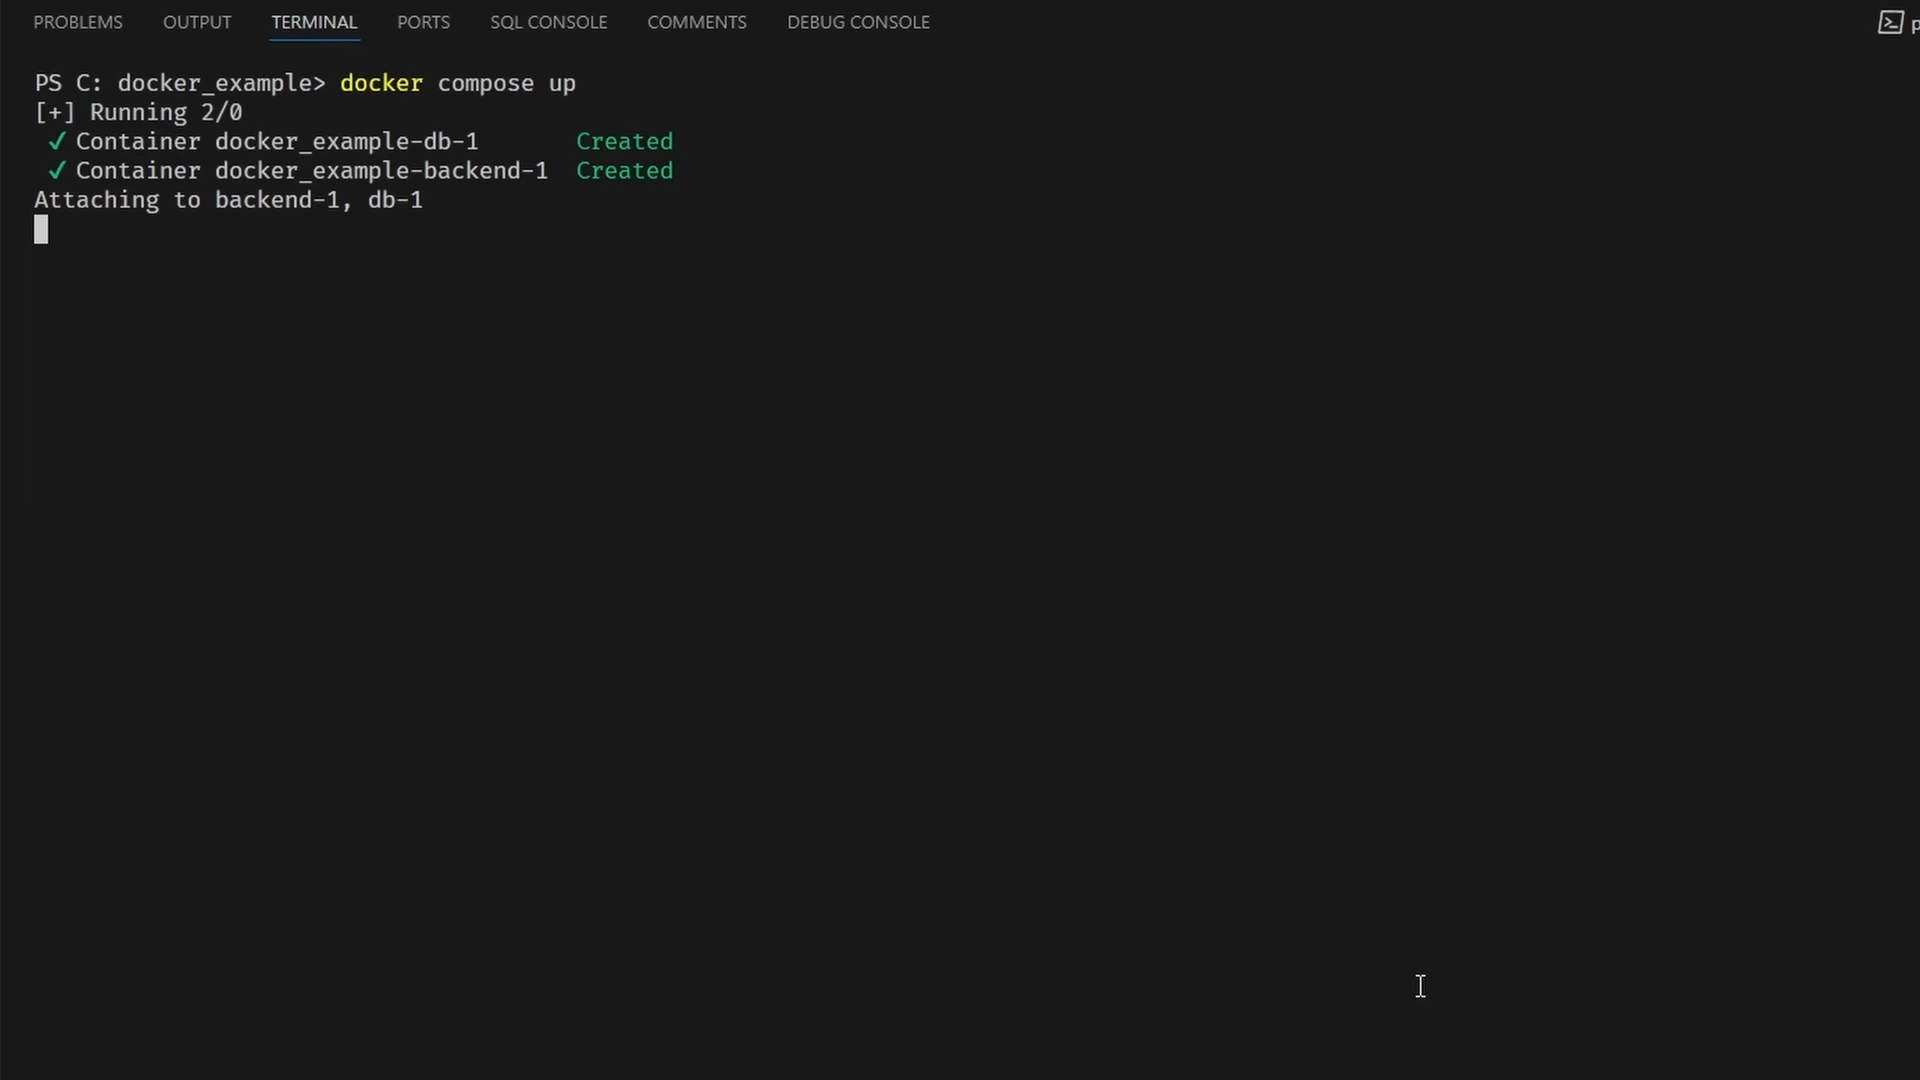 PROBLEMS OUTPUT TERMINAL PORTS SQL CONSOLE COMMENTS DEBUG CONSOLE
PS C: docker_example> docker compose up
[+] Running 2/0
✓ Container docker_example-db-1 Created
✓ Container docker_example-backend-1 Created
Attaching to backend-1, db-1